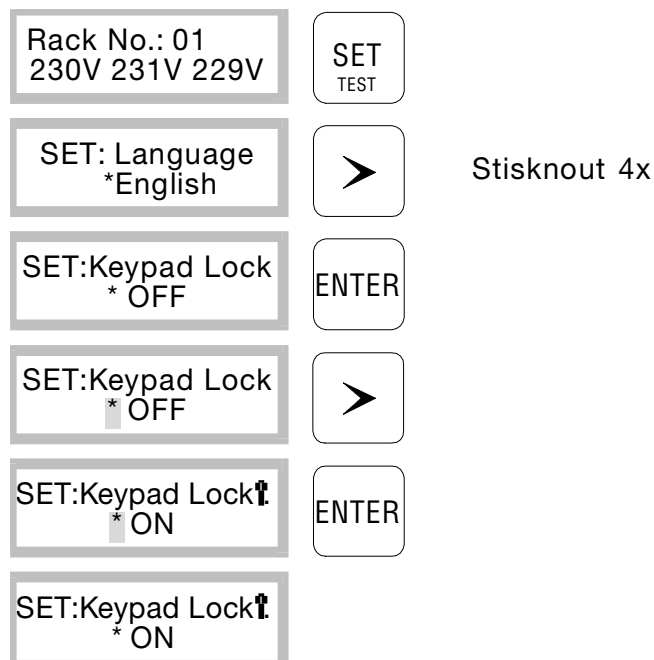 Rack No.: 01
230V 231V 229V
SET
TEST
SET: Language
*English
Stisknout 4x
SET:Keypad Lock
* OFF
ENTER
SET:Keypad Lock
* OFF
SET:Keypad Lock
* ON
ENTER
SET:Keypad Lock
* ON